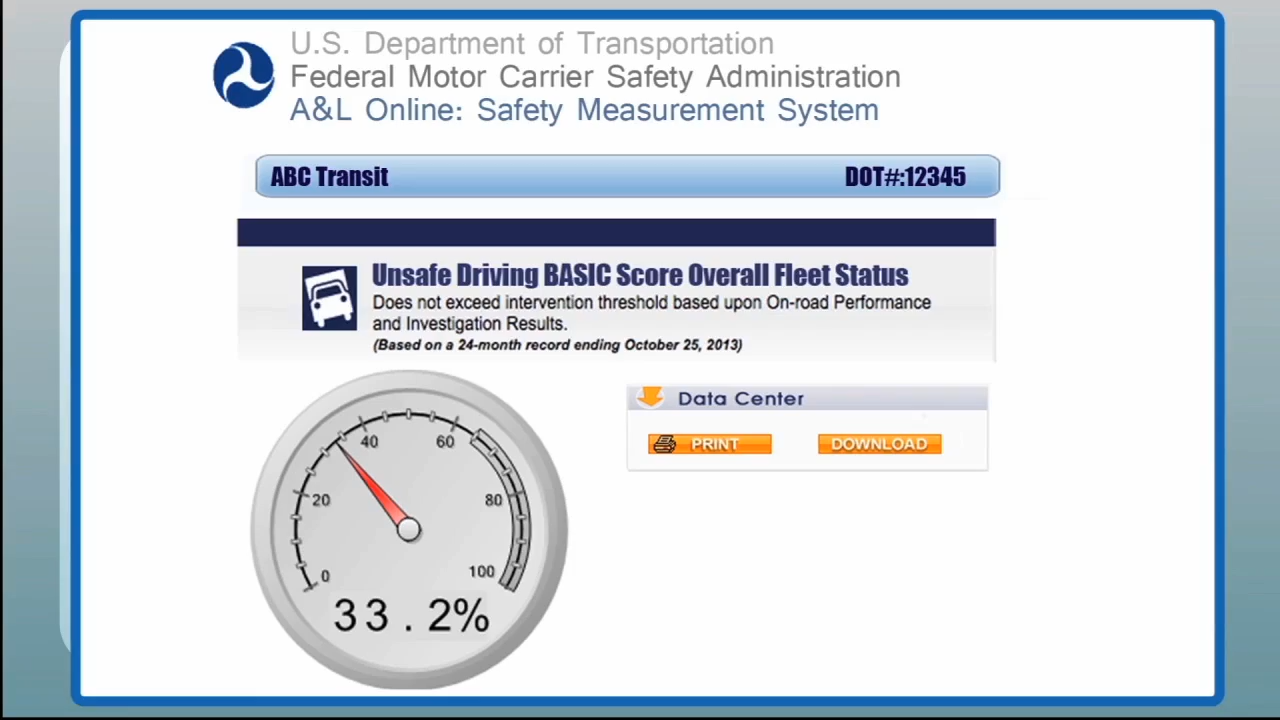 U.S. Department of Transportation
Federal Motor Carrier Safety Administration
A&L Online: Safety Measurement System
ABC Transit DOT#:12345
Unsafe Driving BASIC Score Overall Fleet Status
Does not exceed intervention threshold based upon On-road Performance
and Investigation Results.
(Based on a 24-month record ending October 25, 2013)
Data Center
PRINT DOWNLOAD
40 60
20 80
0 100
33.2%